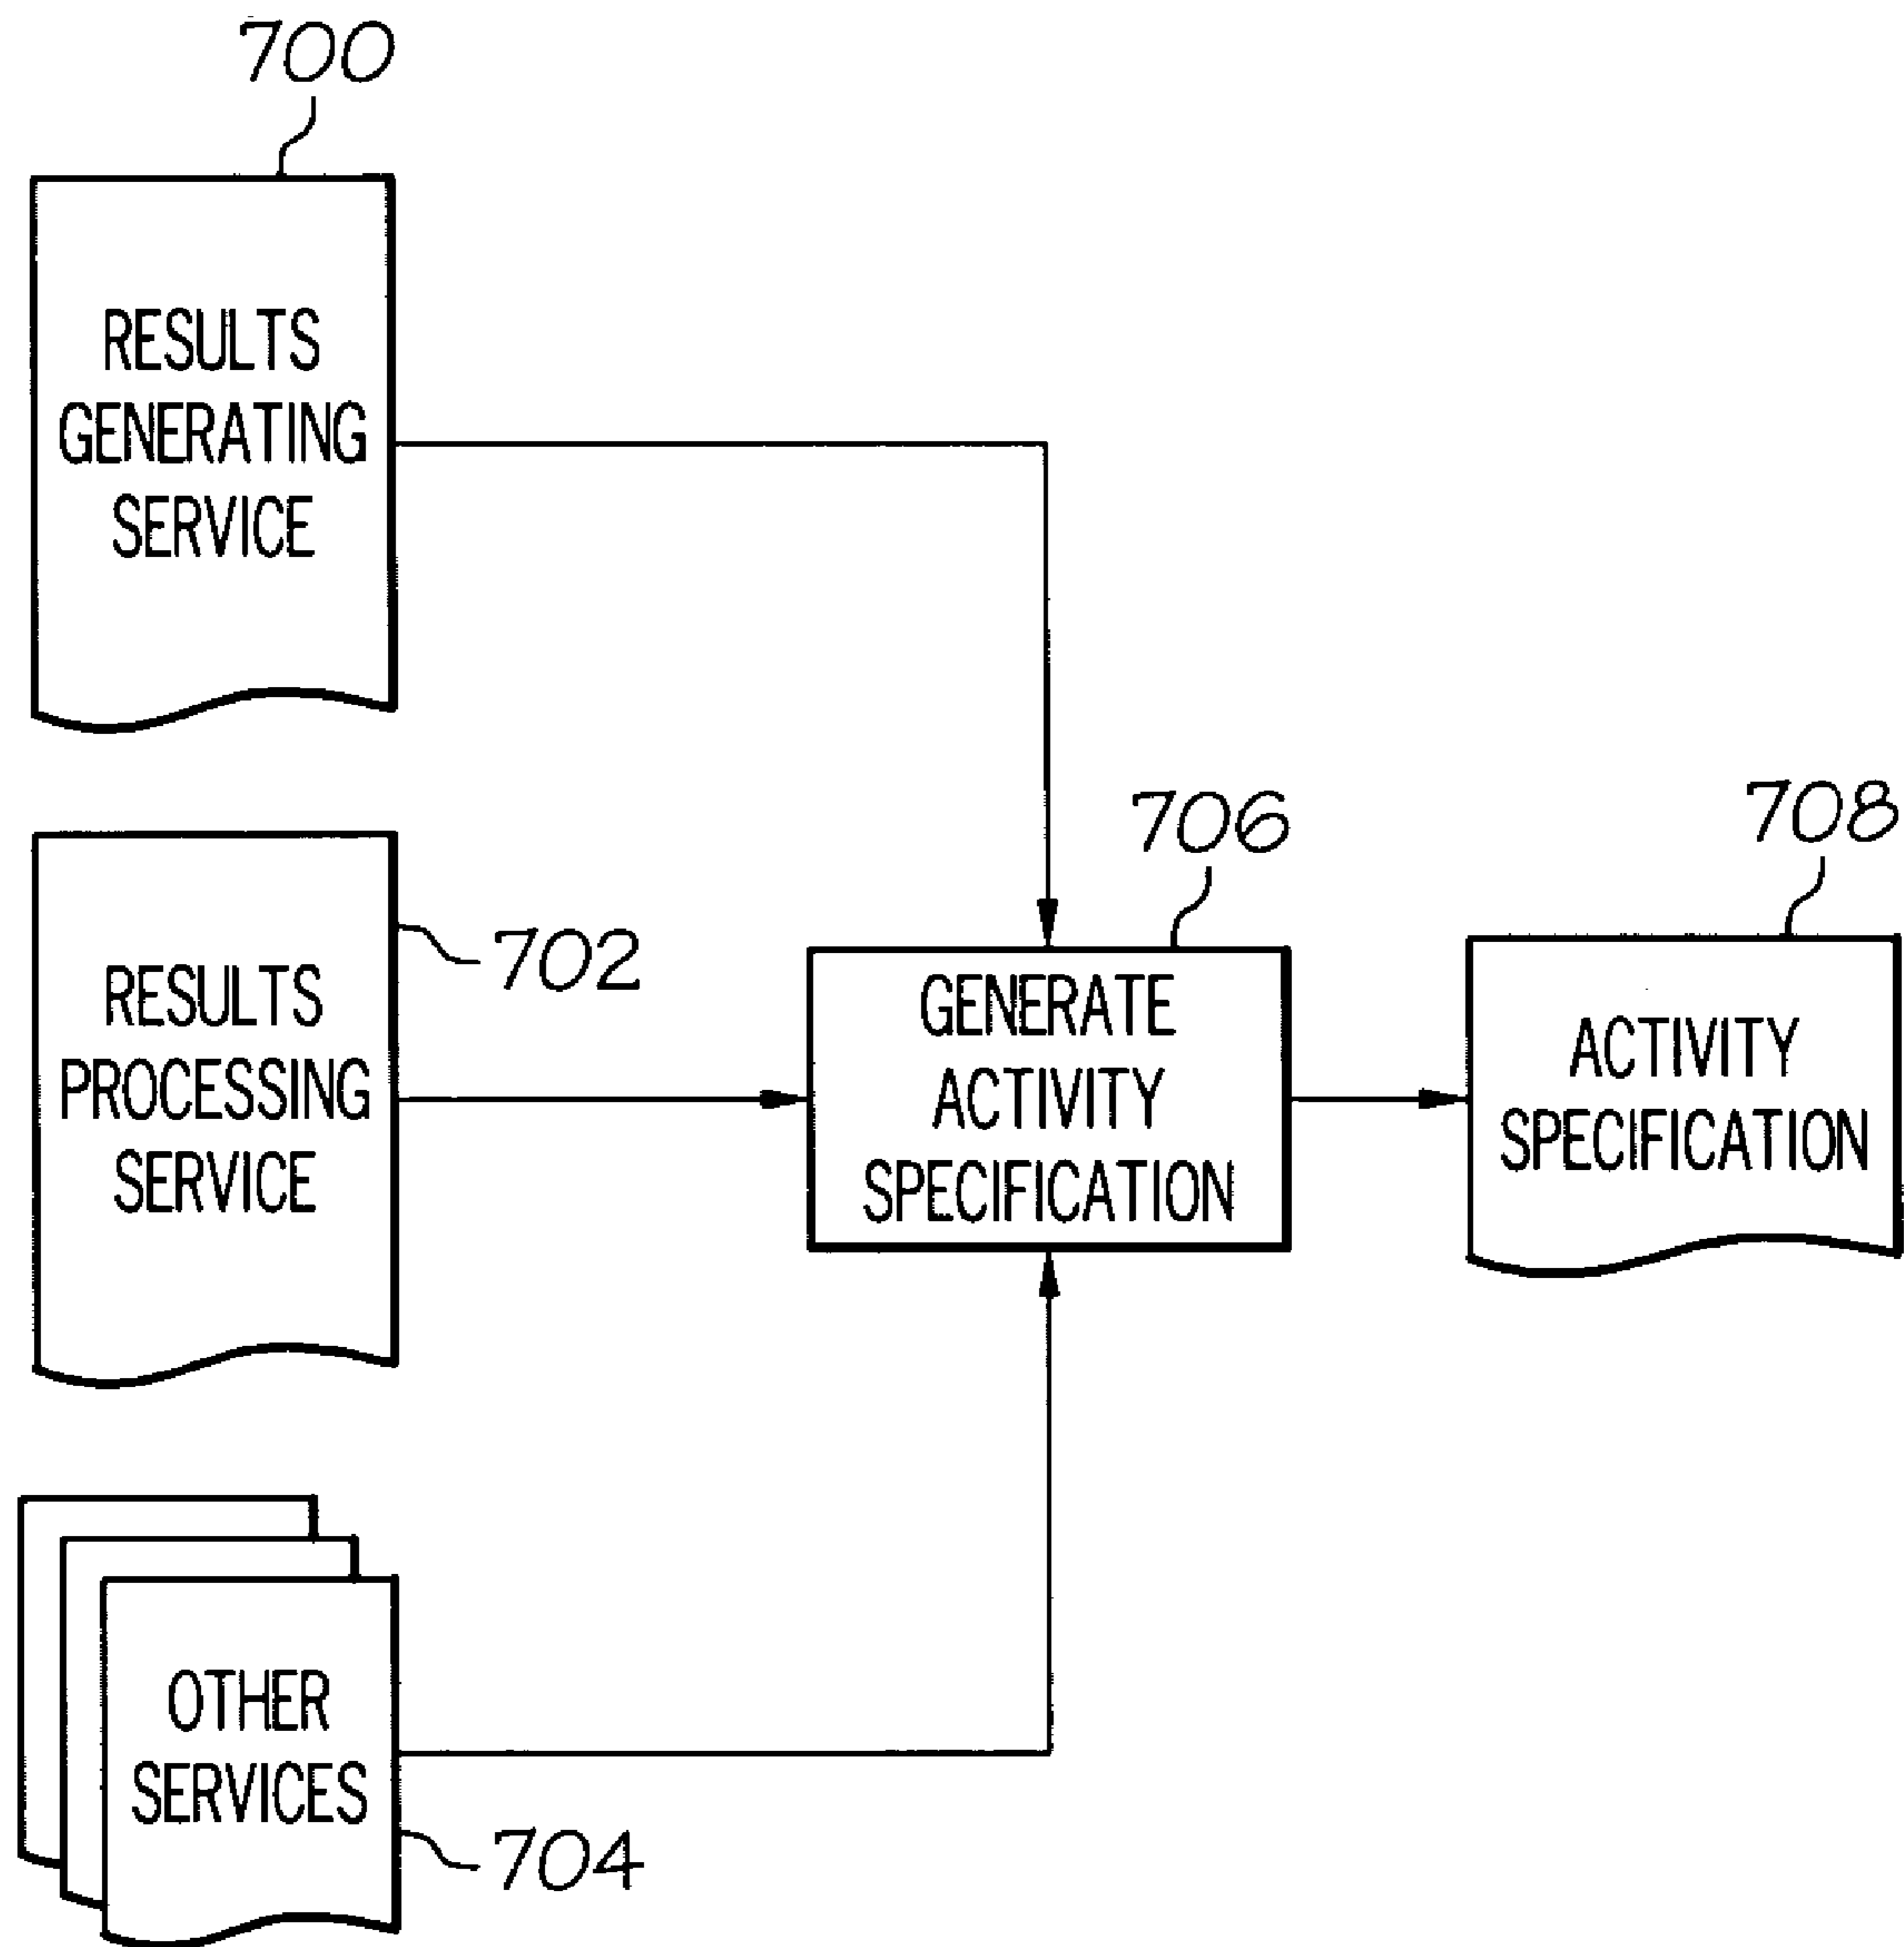 700
RESULTS
GENERATING
SERVICE
702
RESULTS
PROCESSING
SERVICE
706
GENERATE
ACTIVITY
SPECIFICATION
708
ACTIVITY
SPECIFICATION
OTHER
SERVICES
704